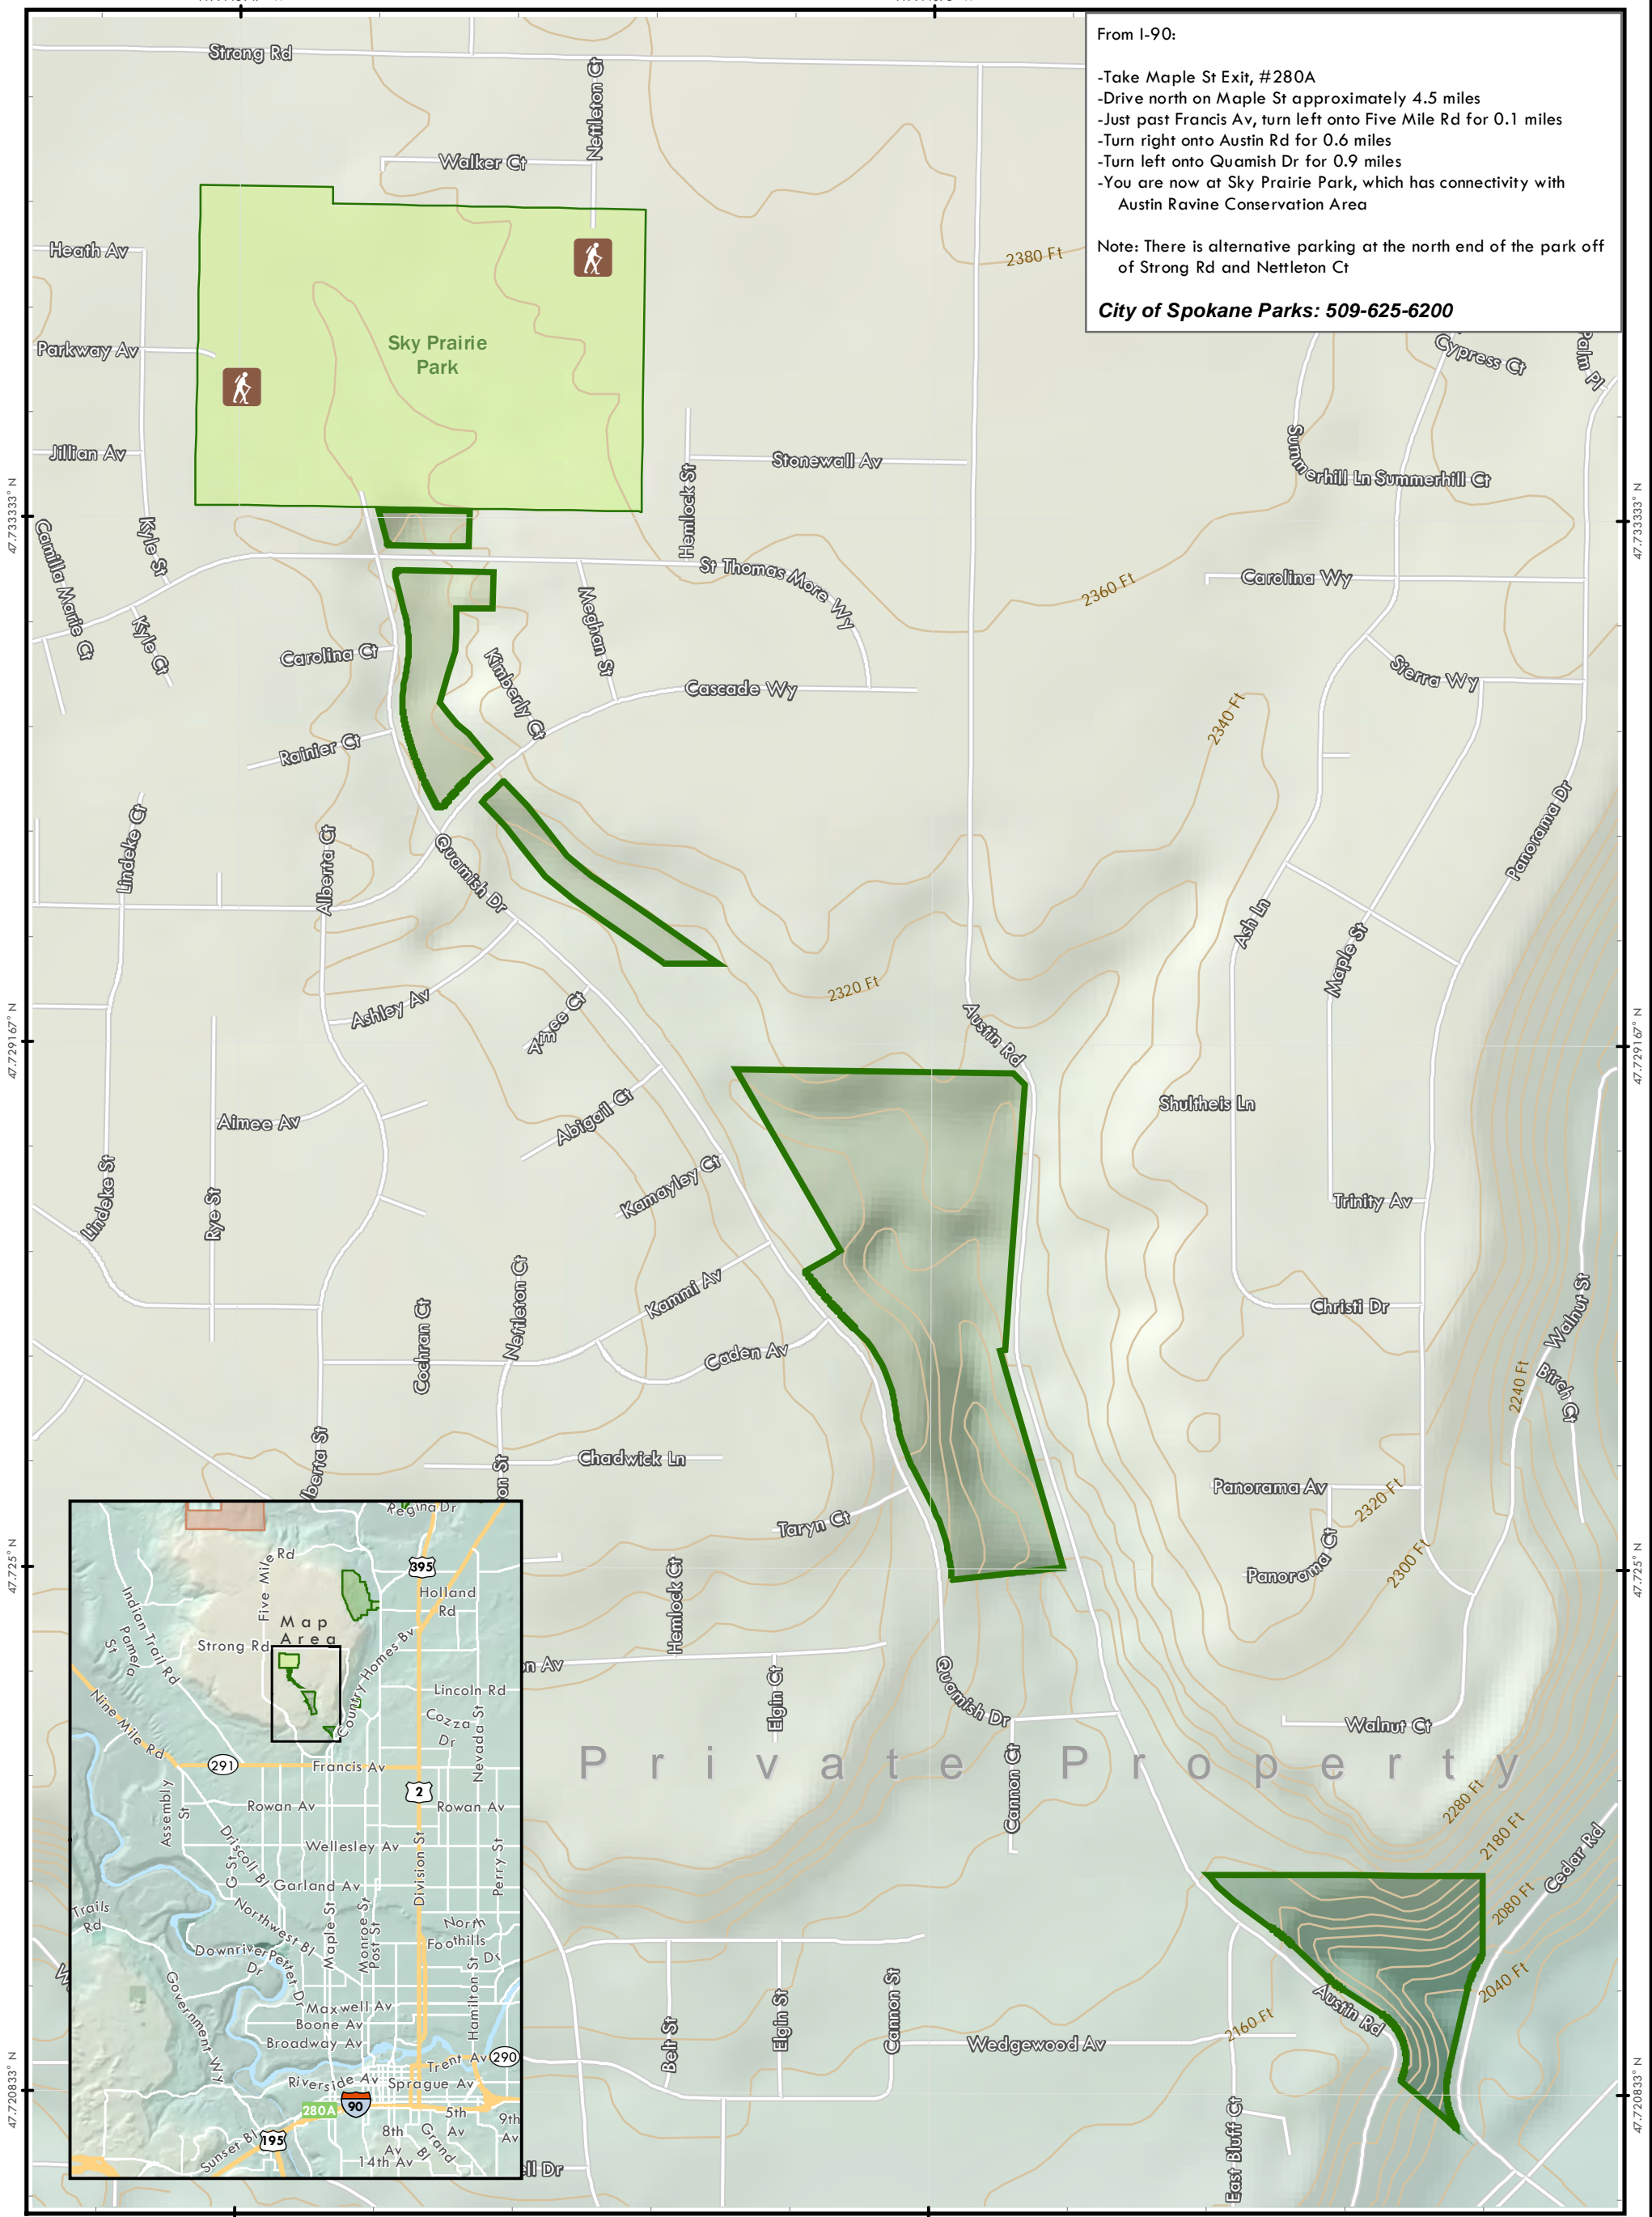 From I-90:
-Take Maple St Exit, #280A
-Drive north on Maple St approximately 4.5 miles
-Just past Francis Av, turn left onto Five Mile Rd for 0.1 miles
-Turn right onto Austin Rd for 0.6 miles
-Turn left onto Quamish Dr for 0.9 miles
-You are now at Sky Prairie Park, which has connectivity with
Austin Ravine Conservation Area
Note: There is alternative parking at the north end of the park off
of Strong Rd and Nettleton Ct
City of Spokane Parks: 509-625-6200
Strong Rd
Nettleton Ct
Walker Ct
Heath Av
2380 Ft
Sky Prairie
Park
Parkway Av
Cypress Ct
Palm Pl
Jillian Av
Stonewall Av
Hemlock St
Summerhill Ln
Summerhill Ct
47.733333° N
47.733333° N
Camilla Marie Ct
Kyle St
Kyle Ct
St Thomas More Wy
2360 Ft
Carolina Wy
Meghan St
Carolina Ct
Kimberly Ct
Cascade Wy
Sierra Wy
Rainier Ct
2340 Ft
Lindeke Ct
Alberta Ct
Quamish Dr
Panorama Dr
Ash Ln
Maple St
2320 Ft
Ashley Av
Aimee Ct
Austin Rd
47.729167° N
47.729167° N
Aimee Av
Abigail Ct
Shultheis Ln
Kamayley Ct
Lindeke St
Rye St
Trinity Av
Kammi Av
Nettleton Ct
Cochran Ct
Caden Av
Christi Dr
Walnut St
Birch Ct
2240 Ft
Chadwick Ln
Panorama Av
2320 Ft
Taryn Ct
Panorama Ct
2300 Ft
47.725° N
47.725° N
Hemlock Ct
Elgin Ct
Quamish Dr
Cannon Ct
Walnut Ct
Private Property
2280 Ft
2180 Ft
Cedar Rd
2080 Ft
2040 Ft
Austin Rd
2160 Ft
Belt St
Elgin St
Cannon St
Wedgewood Av
East Bluff Ct
47.720833° N
47.720833° N
Regina Dr
Five Mile Rd
395
Holland
Rd
Indian Trail Rd
Pamela
St
Map
Area
Strong Rd
Country Homes Bv
Lincoln Rd
Nine Mile Rd
Cozza
Dr
Nevada St
291
Francis Av
2
Assembly
St
Rowan Av
Rowan Av
Driscoll Bl
G St
Wellesley Av
Division St
Perry St
Garland Av
Trails
Rd
Northwest Bl
Maple St
Monroe St
Post St
North
Foothills
Dr
Downriver
Dr
Pettet Dr
Government Wy
Hamilton St
Maxwell Av
Boone Av
Broadway Av
Trent Av
290
Riverside Av
Sprague Av
280A
90
5th
Av
9th
Av
195
Sunset Bl
8th
Av
Grand
Bl
14th Av